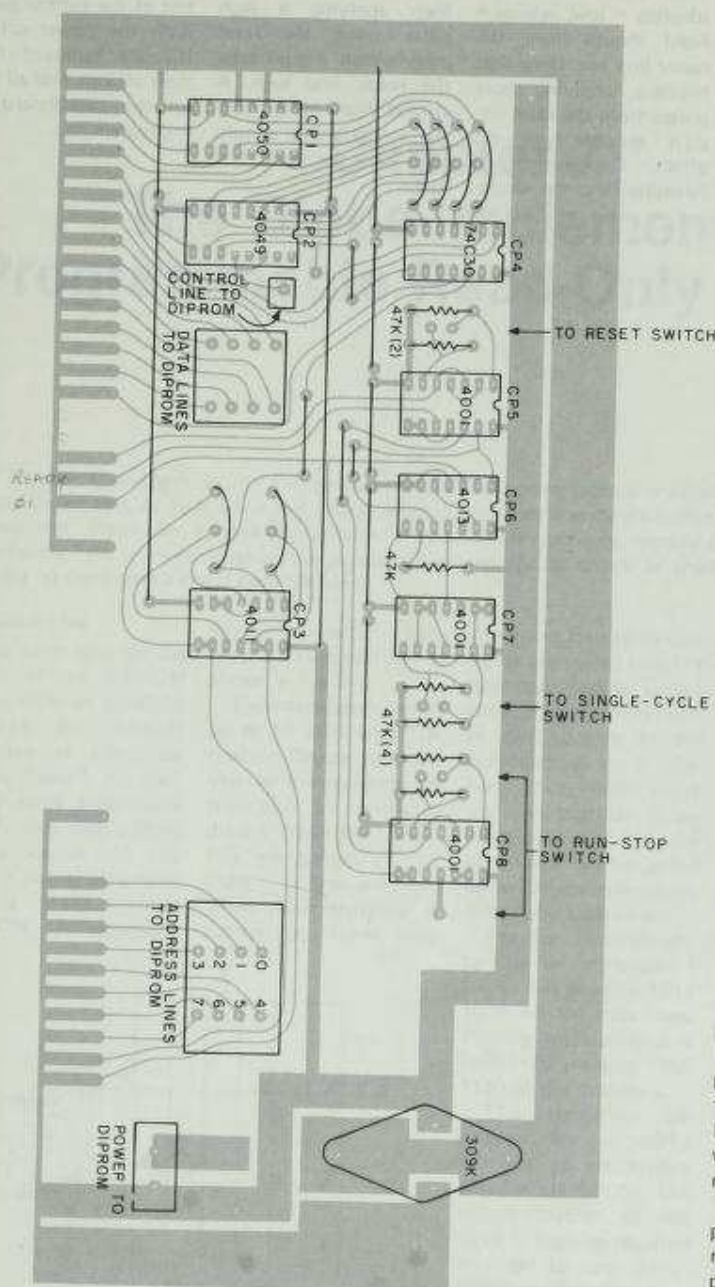 CP1
4050
CP2
4049
CONTROL
LINE TO
DIPROM
DATA LINES
TO DIPROM
CP3
4011
CP4
74C30
47K(2)
TO RESET SWITCH
CP5
4001
CP6
4013
47K
CP7
4001
TO SINGLE-CYCLE
SWITCH
47K(4)
CP8
4001
TO RUN-STOP
SWITCH
READY
ADDRESS LINES
TO DIPROM
0
1
2
3
4
5
6
7
309K
POWER TO
DIPROM